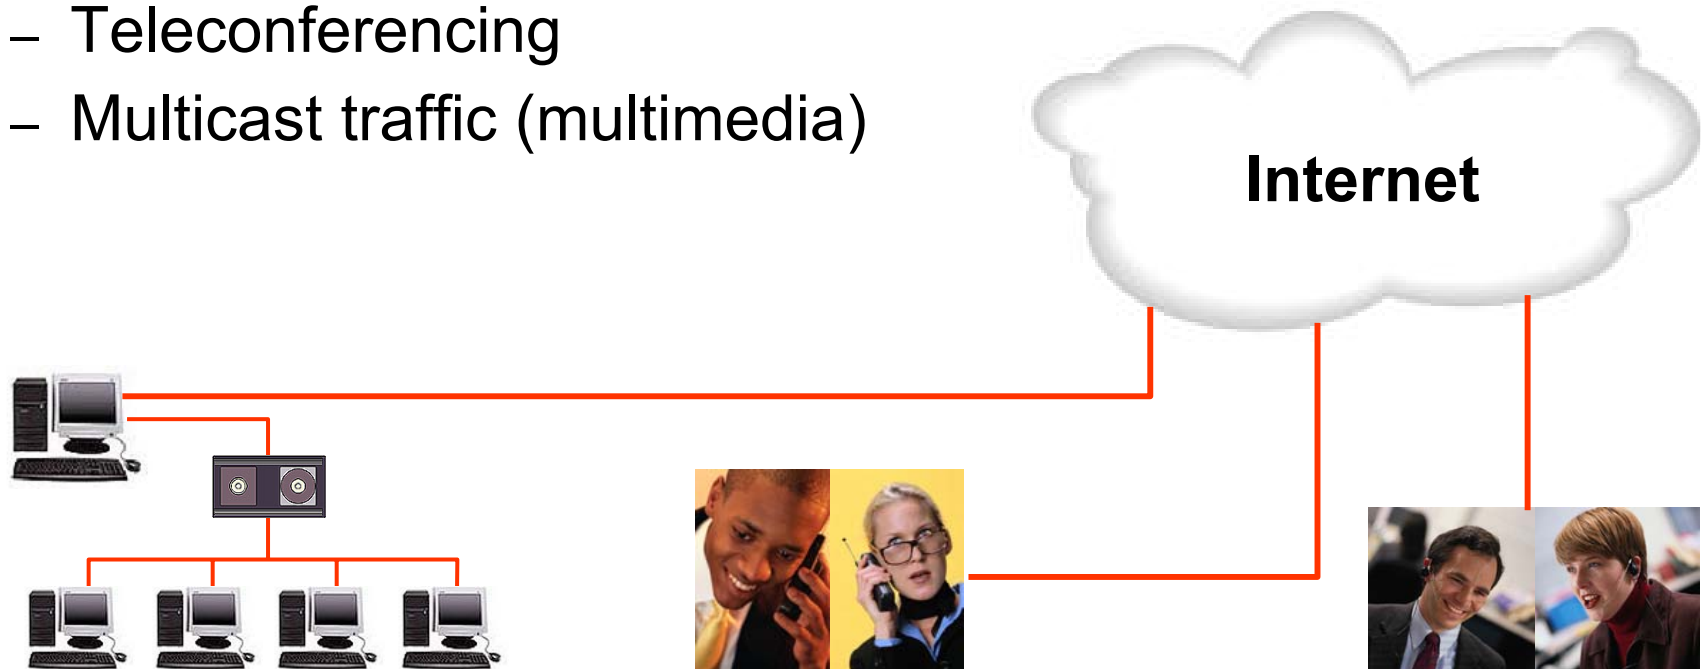 – Teleconferencing
– Multicast traffic (multimedia)
Internet